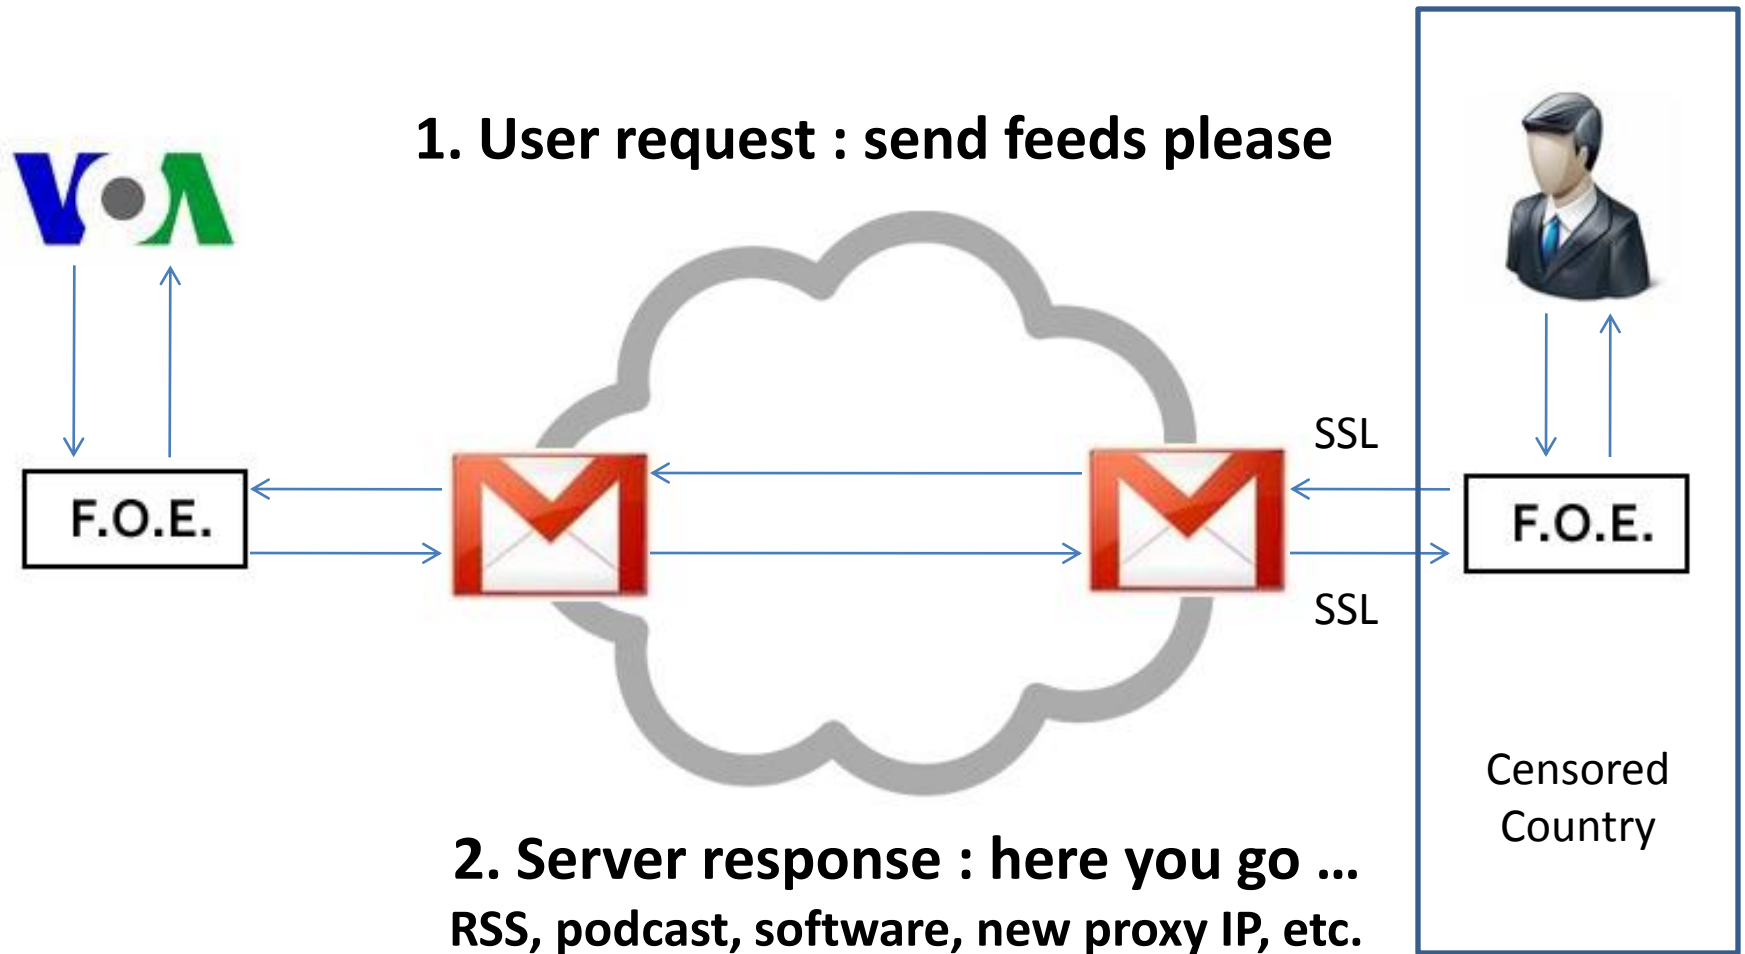 1. User request : send feeds please
VOA
SSL
F.O.E.
F.O.E.
SSL
Censored
Country
2. Server response : here you go …
RSS, podcast, software, new proxy IP, etc.